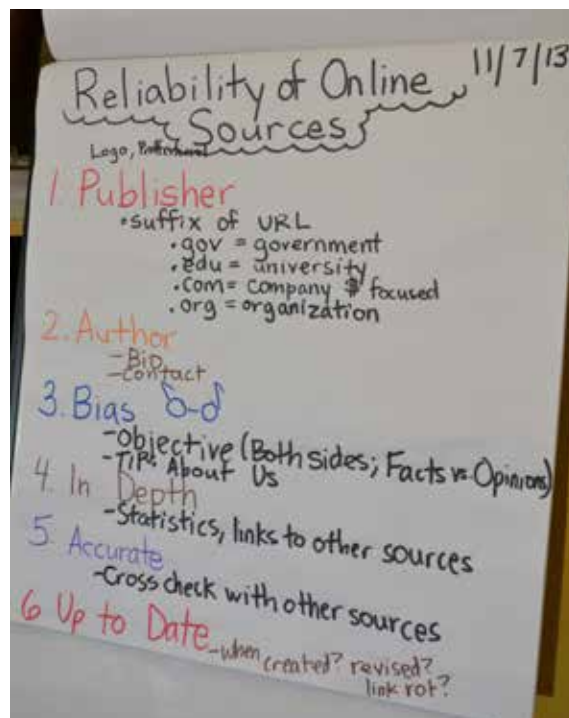 11/7/13
Reliability of Online
Sources
Logo,
1. Publisher
• suffix of URL
.gov = government
.edu = university
.com = company $ focused
.org = organization
2. Author
- Bio
- Contact
3. Bias
- Objective (Both sides; Facts vs. Opinions)
- TIP: About Us
4. In Depth
- Statistics, links to other sources
5. Accurate
- Cross check with other sources
6 Up to Date - when created? revised?
link rot?